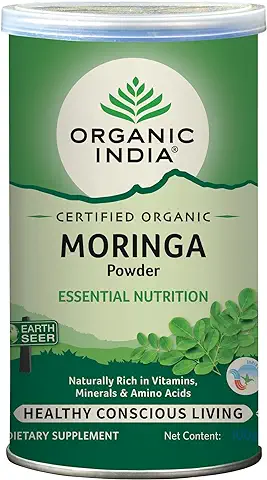 ORGANIC
INDIA®
CERTIFIED ORGANIC
MORINGA
Powder
ESSENTIAL NUTRITION
EARTH
SEER
Naturally Rich in Vitamins,
Minerals & Amino Acids
HEALTHY CONSCIOUS LIVING
DIETARY SUPPLEMENT Net Content: